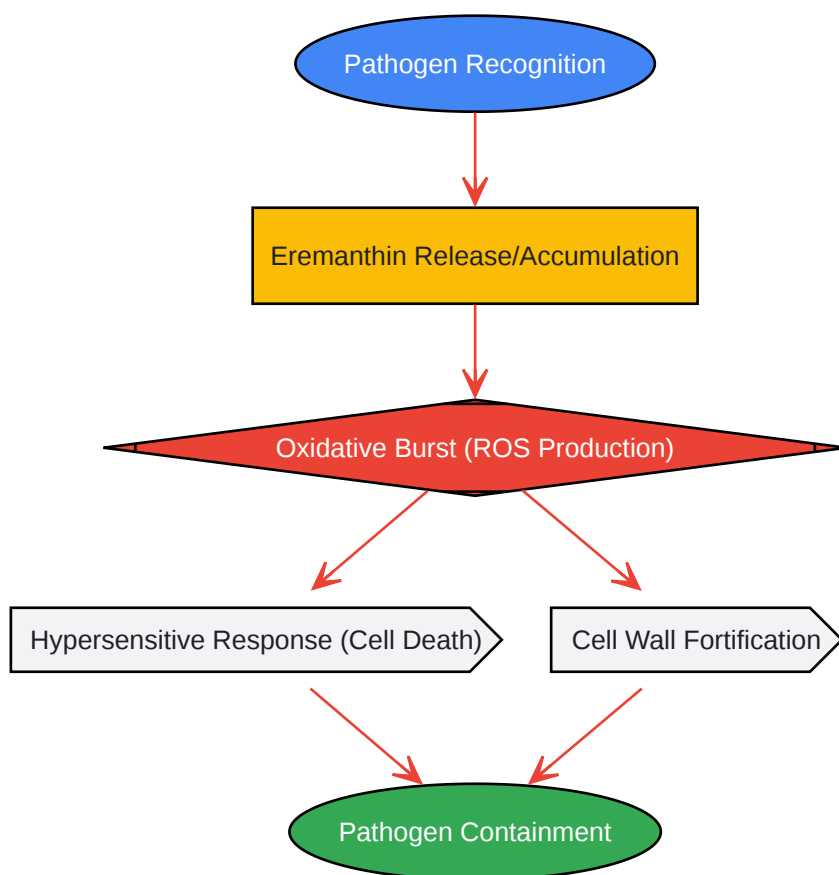 Pathogen Recognition
Eremanthin Release/Accumulation
Oxidative Burst (ROS Production)
Hypersensitive Response (Cell Death)
Cell Wall Fortification
Pathogen Containment